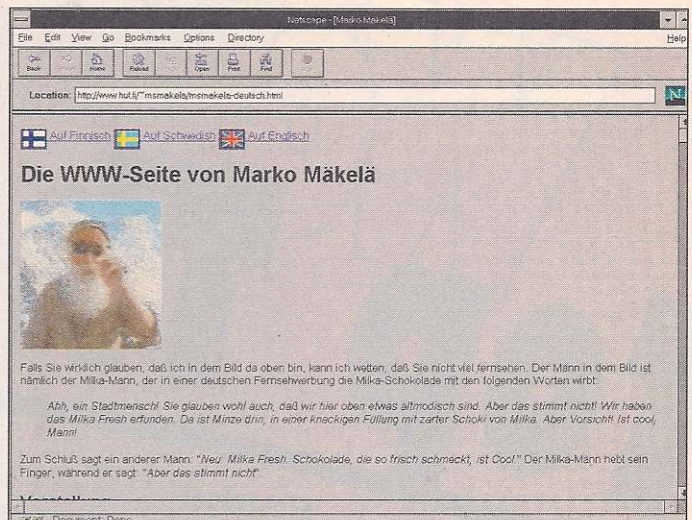 Netscape - [Marko Mäkelä]
File Edit View Go Bookmarks Options Directory Help
Back Home Reload Open Print Find
Location: http://www.hut.fi/~msmakela/msmakela-deutsch.html N
Auf Finnisch Auf Schwedish Auf Englisch
Die WWW-Seite von Marko Mäkelä
Falls Sie wirklich glauben, daß ich in dem Bild da oben bin, kann ich wetten, daß Sie nicht viel fernsehen. Der Mann in dem Bild ist
nämlich der Milka-Mann, der in einer deutschen Fernsehwerbung die Milka-Schokolade mit den folgenden Worten wirbt.
Ahh, ein Stadtmensch! Sie glauben wohl auch, daß wir hier oben etwas altmodisch sind. Aber das stimmt nicht! Wir haben
das Milka Fresh erfunden. Da ist Minze drin, in einer knackigen Füllung mit zarter Schoki von Milka. Aber Vorsicht! Ist cool,
Mann!
Zum Schluß sagt ein anderer Mann: "Neu: Milka Fresh. Schokolade, die so frisch schmeckt, ist Cool." Der Milka-Mann hebt sein
Finger, während er sagt: "Aber das stimmt nicht".
Document: Done